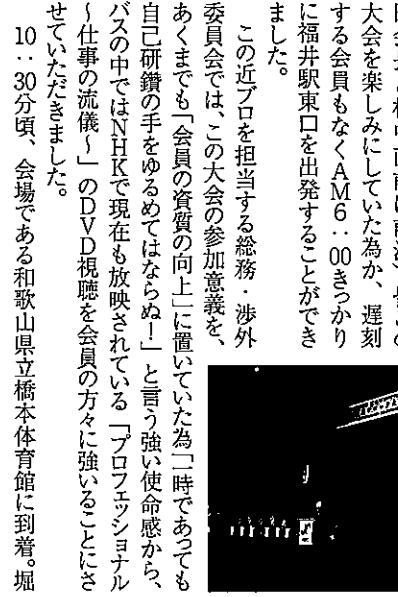 大会を楽しみにしていた為か、遅刻
する会員もなくAM6：00きっかり
に福井駅東口を出発することができ
ました。
　この近ブロを担当する総務・渉外
委員会では、この大会の参加意義を、
あくまでも「会員の資質の向上」に置いていた為「一時であっても
自己研鑽の手をゆるめてはならぬ！」と言う強い使命感から、
バスの中ではNHKで現在も放映されている「プロフェッショナル
～仕事の流儀～」のDVD視聴を会員の方々に強いることにさ
せていただきました。
　10：30分頃、会場である和歌山県立橋本体育館に到着。堀